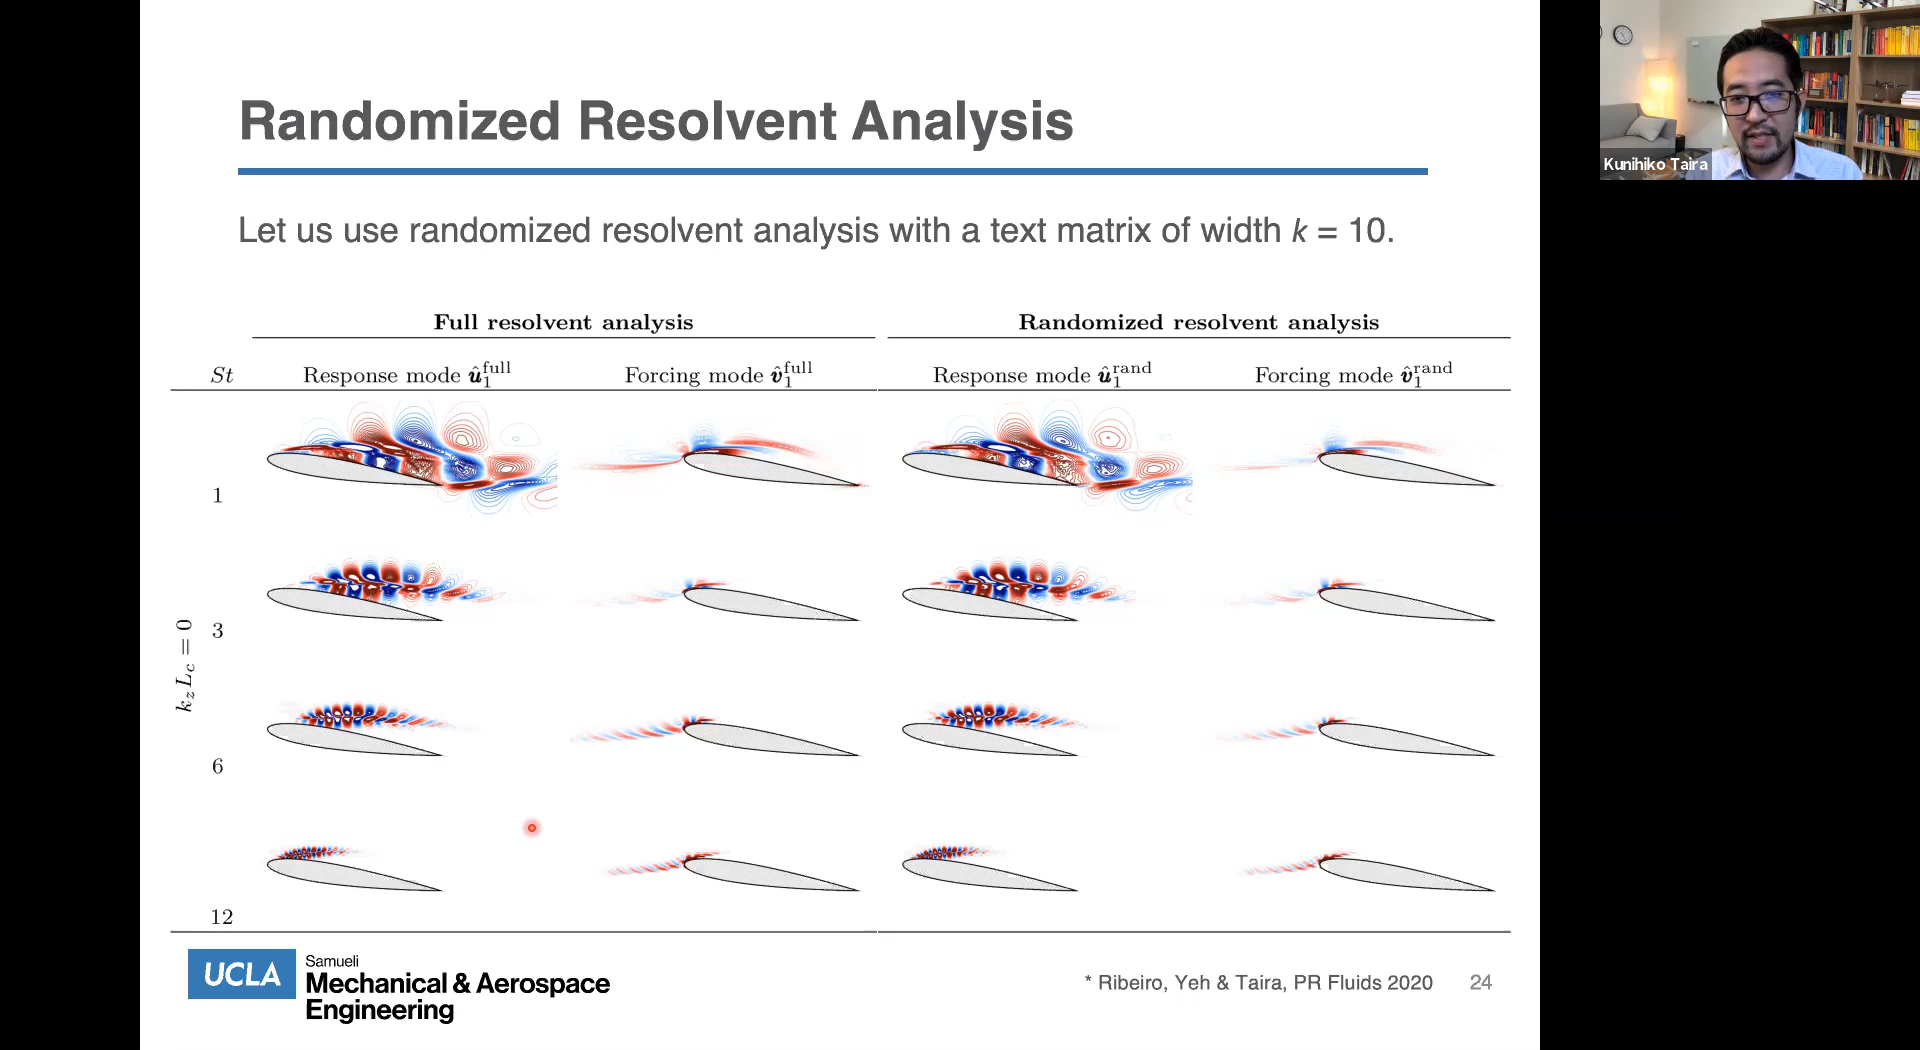 Randomized Resolvent Analysis
Kunihiko Taira
Let us use randomized resolvent analysis with a text matrix of width k = 10.
Full resolvent analysis
Randomized resolvent analysis
St
Response mode û₁^full
Forcing mode v̂₁^full
Response mode û₁^rand
Forcing mode v̂₁^rand
1
3
k_z L_c = 0
6
12
UCLA
Samueli
Mechanical & Aerospace
Engineering
* Ribeiro, Yeh & Taira, PR Fluids 2020
24